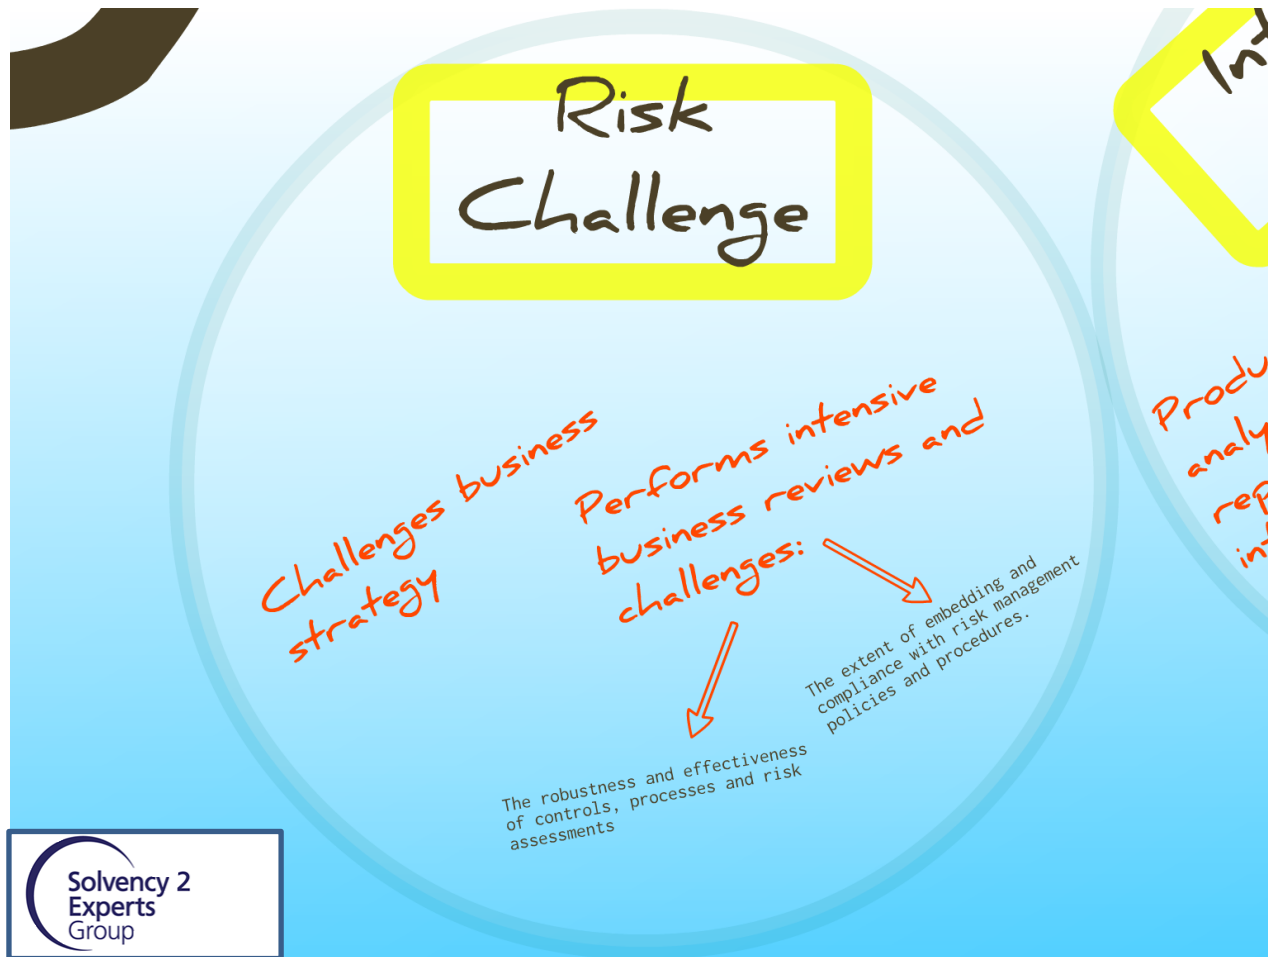 Risk
Challenge
Challenges business
strategy
Performs intensive
business reviews and
challenges:
The extent of embedding and
compliance with risk management
policies and procedures.
The robustness and effectiveness
of controls, processes and risk
assessments
Solvency 2
Experts
Group